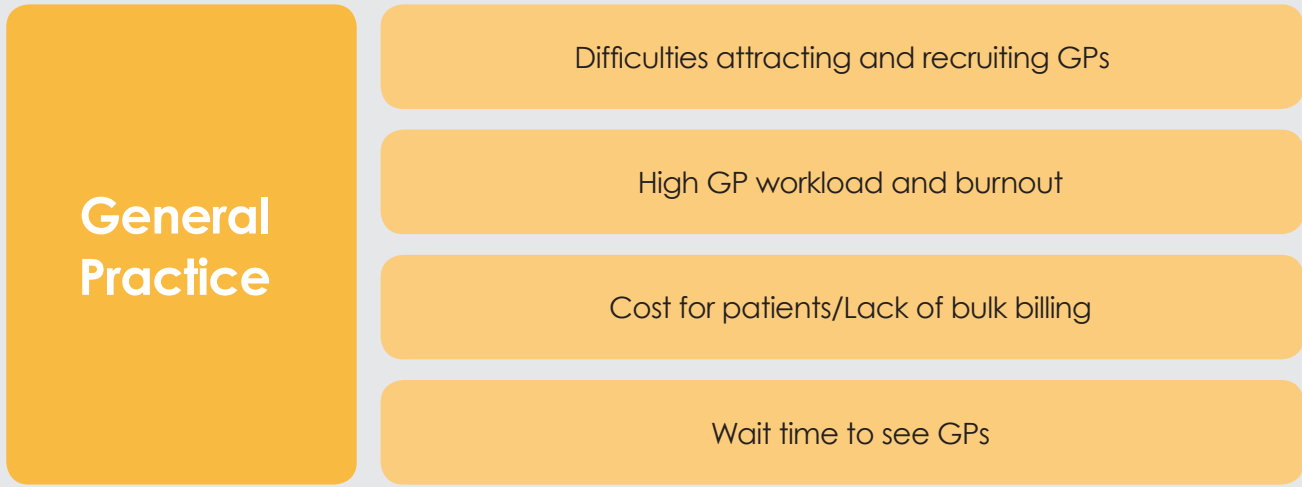 General
Practice
Difficulties attracting and recruiting GPs
High GP workload and burnout
Cost for patients/Lack of bulk billing
Wait time to see GPs